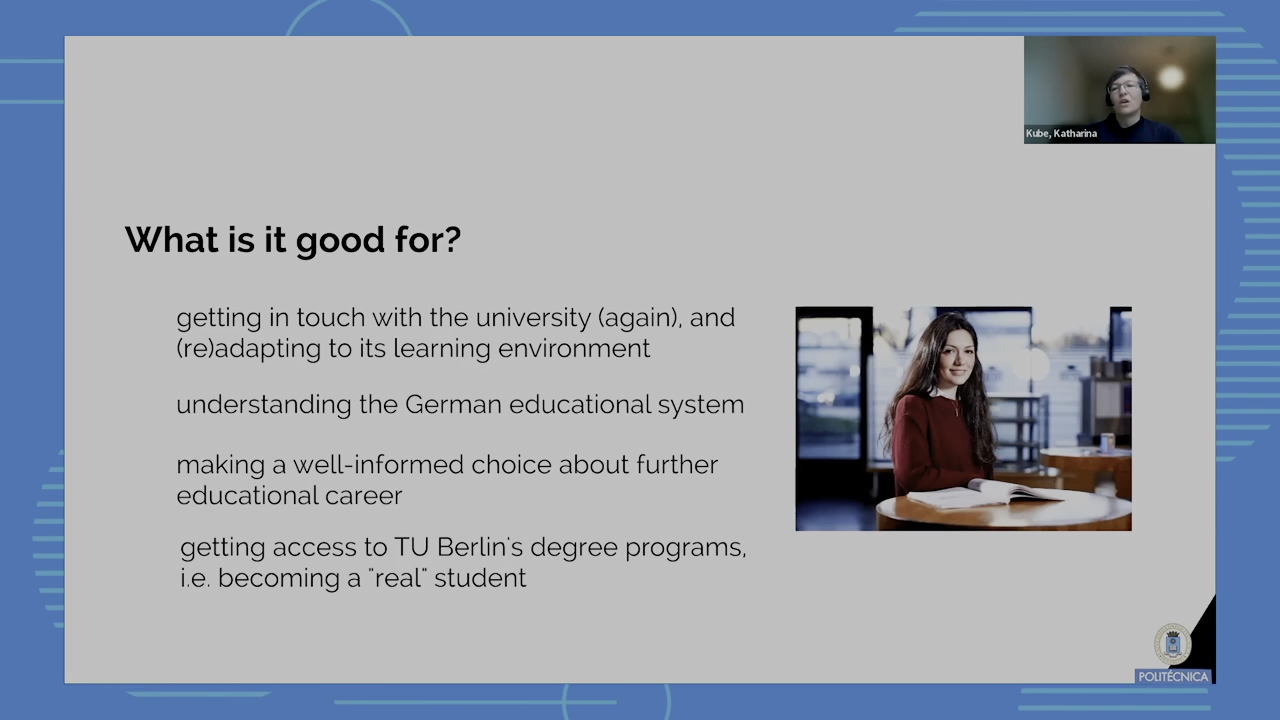 Kube, Katharina
What is it good for?
getting in touch with the university (again), and
(re)adapting to its learning environment
understanding the German educational system
making a well-informed choice about further
educational career
getting access to TU Berlin's degree programs,
i.e. becoming a "real" student
POLITÉCNICA